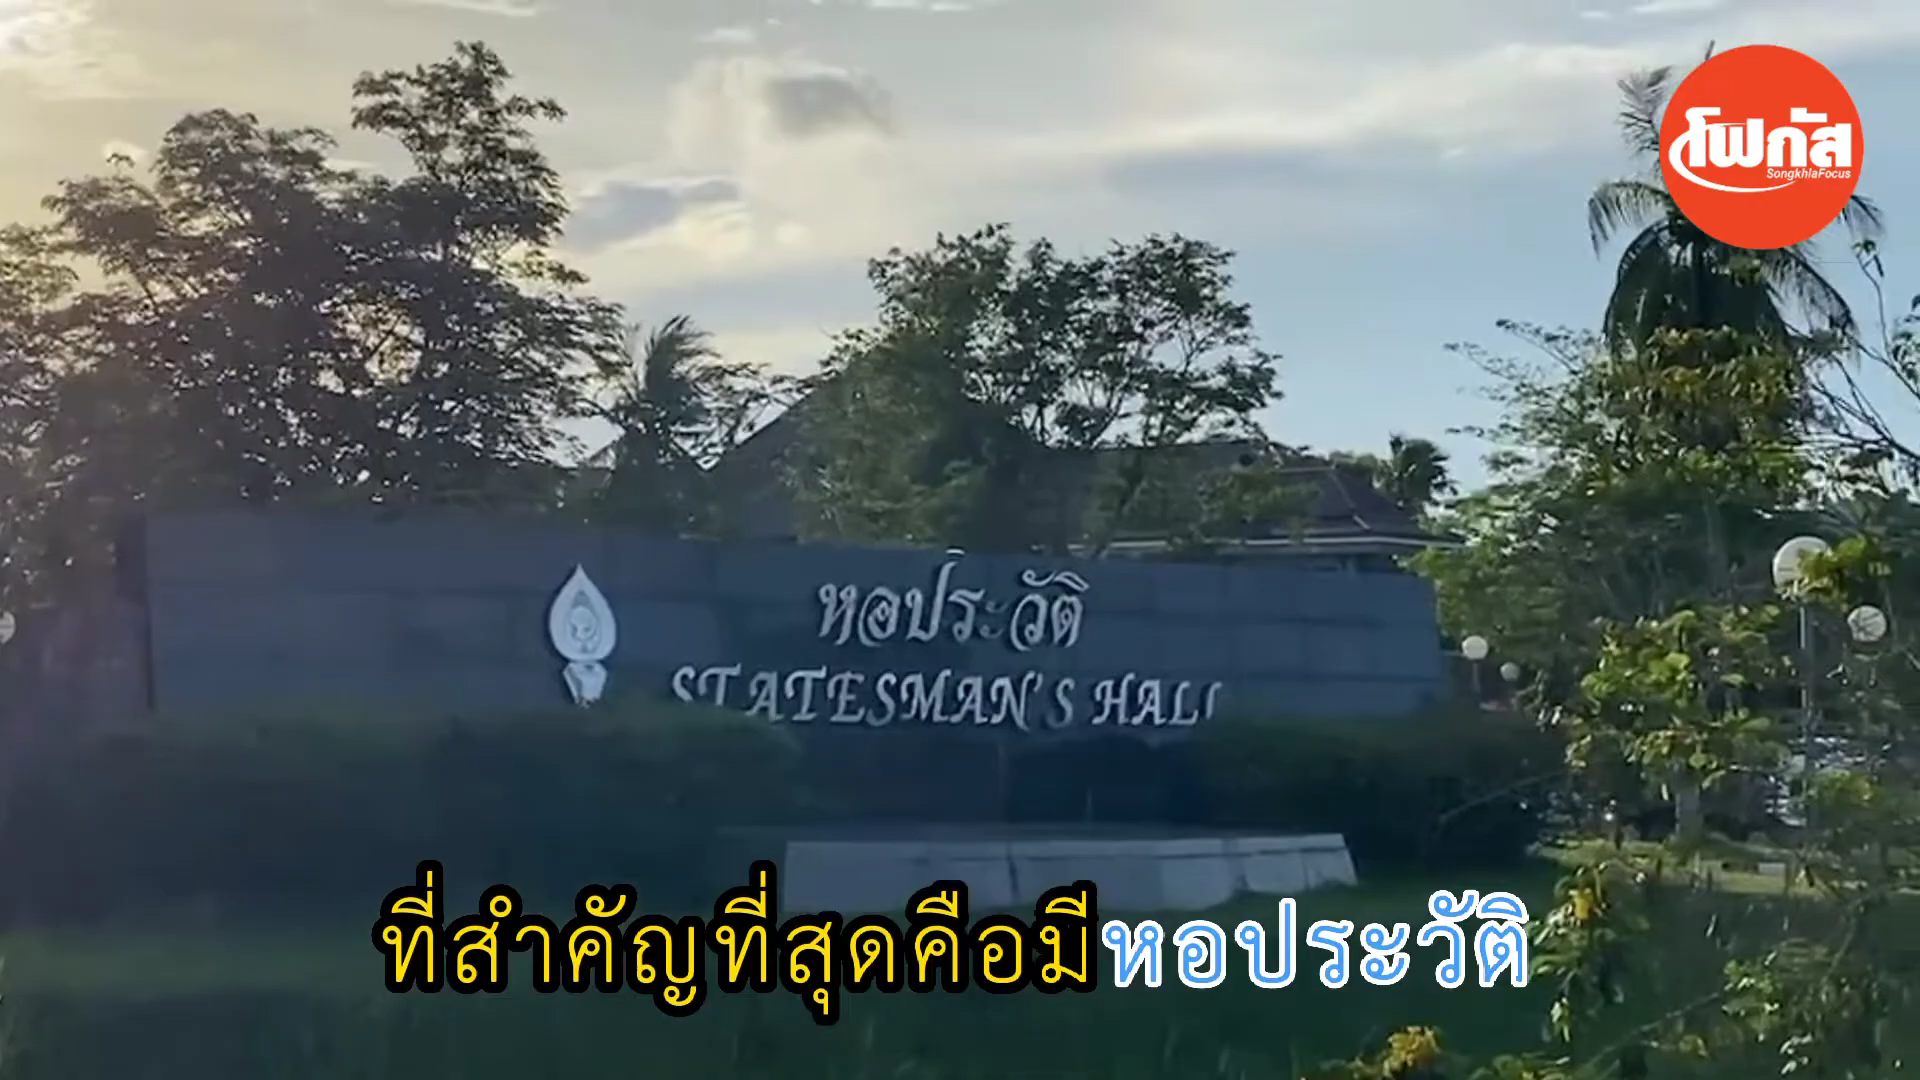 โฟกัส
SongkhlaFocus
หอประวัติ
STATESMAN'S HALL
ที่สำคัญที่สุดคือมีหอประวัติ